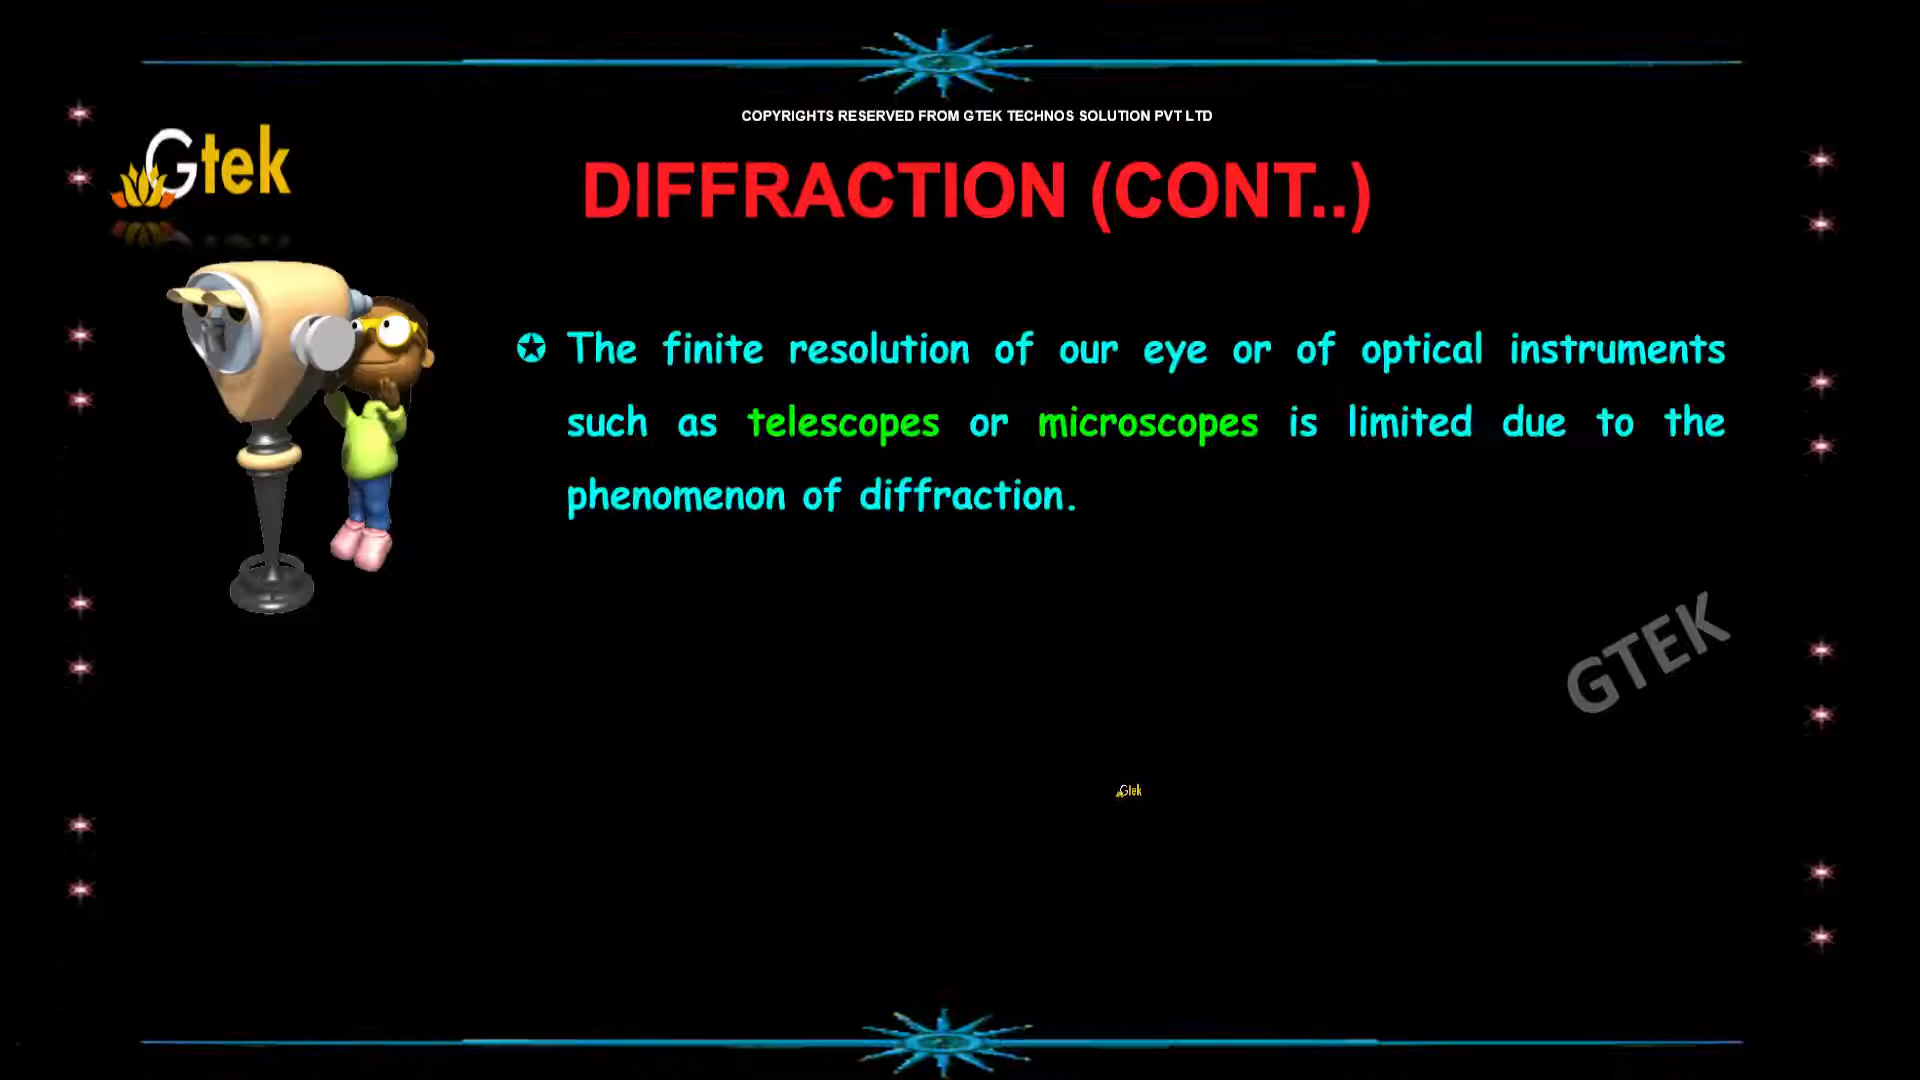 COPYRIGHTS RESERVED FROM GTEK TECHNOS SOLUTION PVT LTD
Gtek
DIFFRACTION (CONT..)
✪ The finite resolution of our eye or of optical instruments
such as telescopes or microscopes is limited due to the
phenomenon of diffraction.
GTEK
Gtek